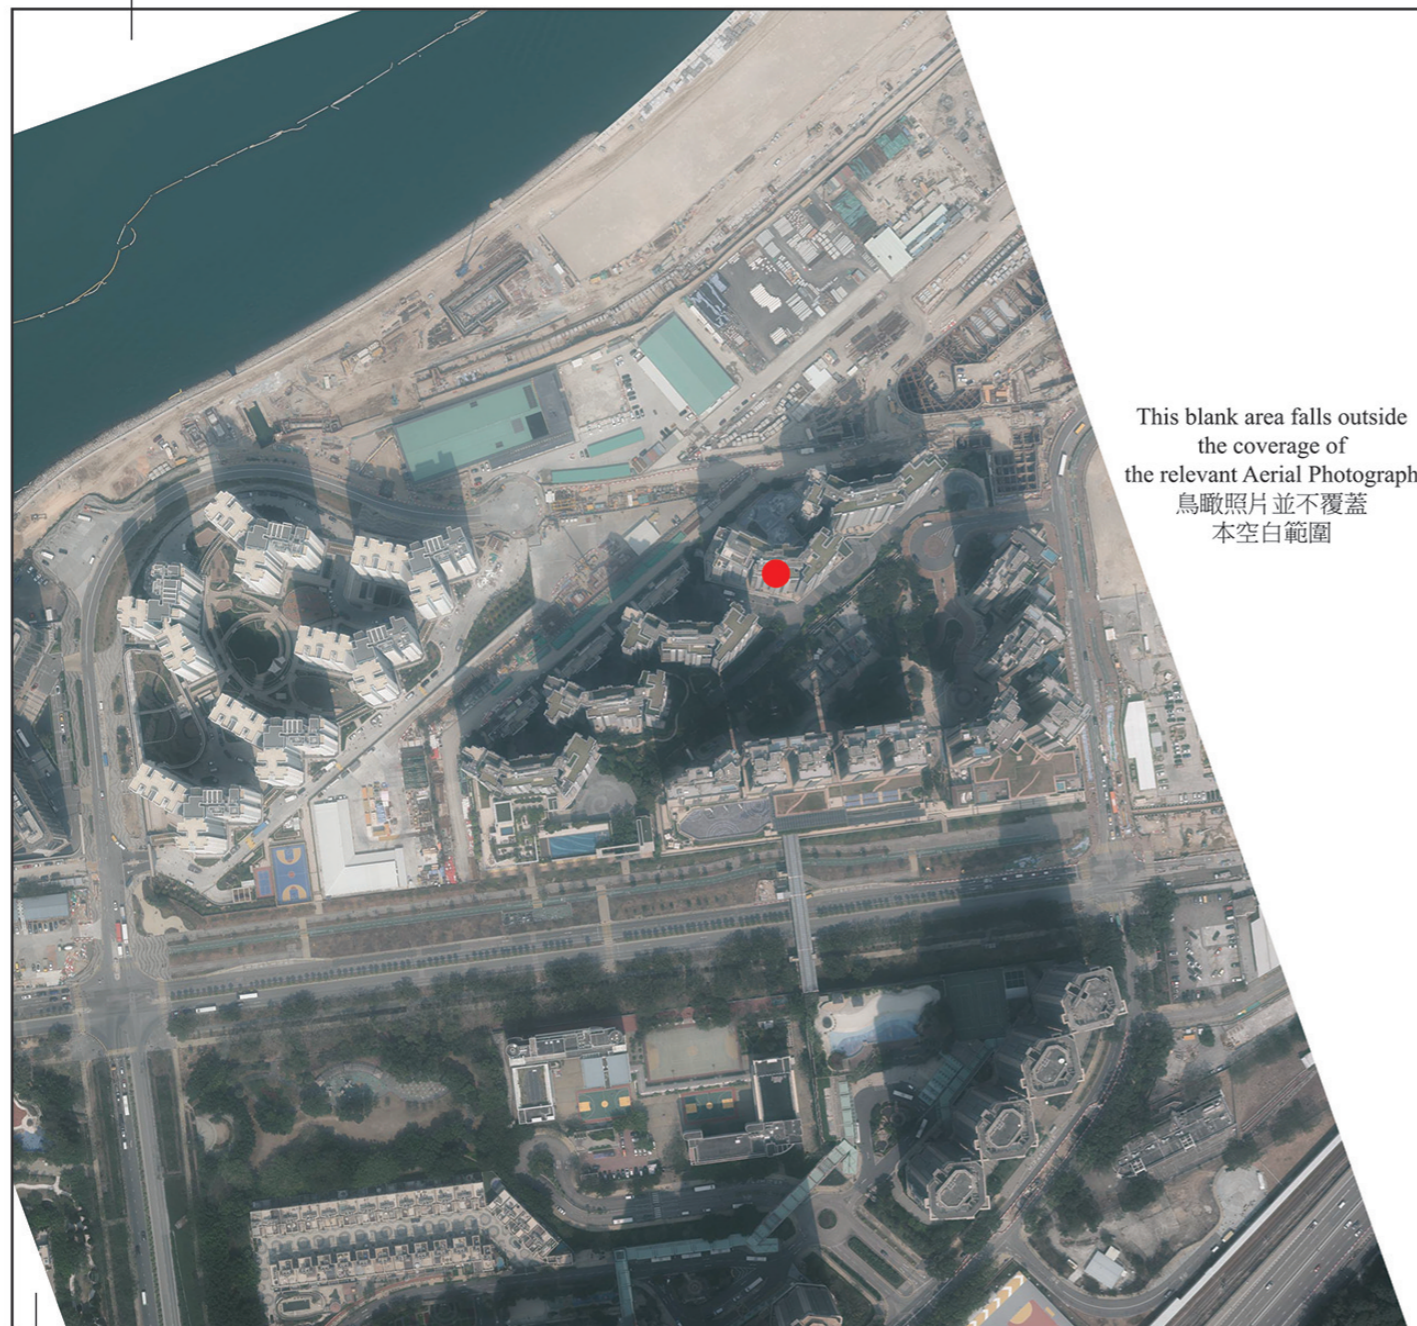 This blank area falls outside
the coverage of
the relevant Aerial Photograph
鳥瞰照片並不覆蓋
本空白範圍